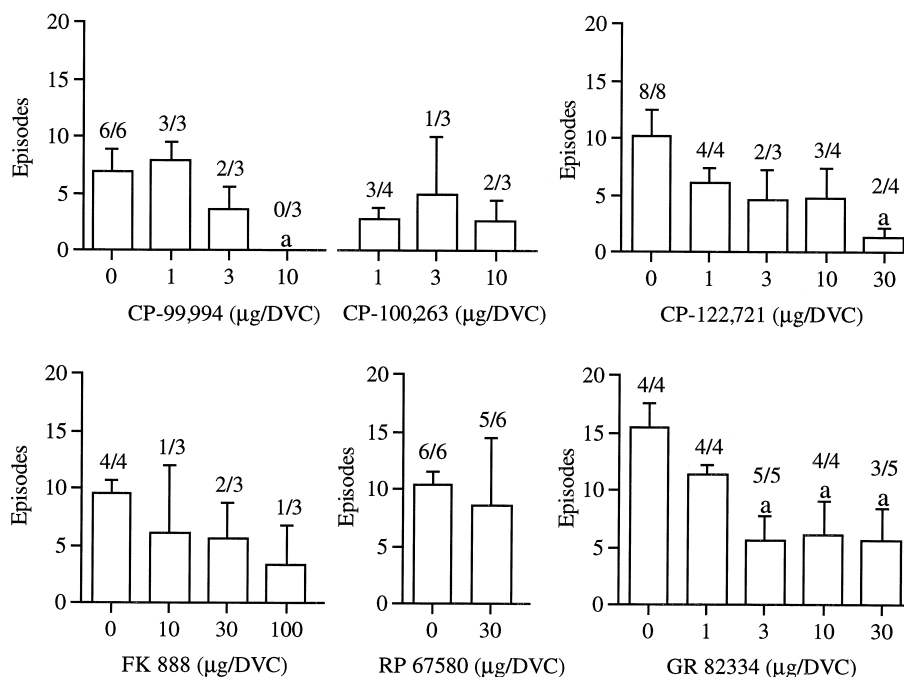 20
15
10
5
0
Episodes
6/6
3/3
2/3
0/3
a
0 1 3 10
CP-99,994 (µg/DVC)
3/4
1/3
2/3
1 3 10
CP-100,263 (µg/DVC)
20
15
10
5
0
Episodes
8/8
4/4
2/3
3/4
2/4
a
0 1 3 10 30
CP-122,721 (µg/DVC)
20
15
10
5
0
Episodes
4/4
1/3
2/3
1/3
0 10 30 100
FK 888 (µg/DVC)
20
15
10
5
0
Episodes
6/6
5/6
0 30
RP 67580 (µg/DVC)
20
15
10
5
0
Episodes
4/4
4/4
5/5
a
4/4
a
3/5
a
0 1 3 10 30
GR 82334 (µg/DVC)